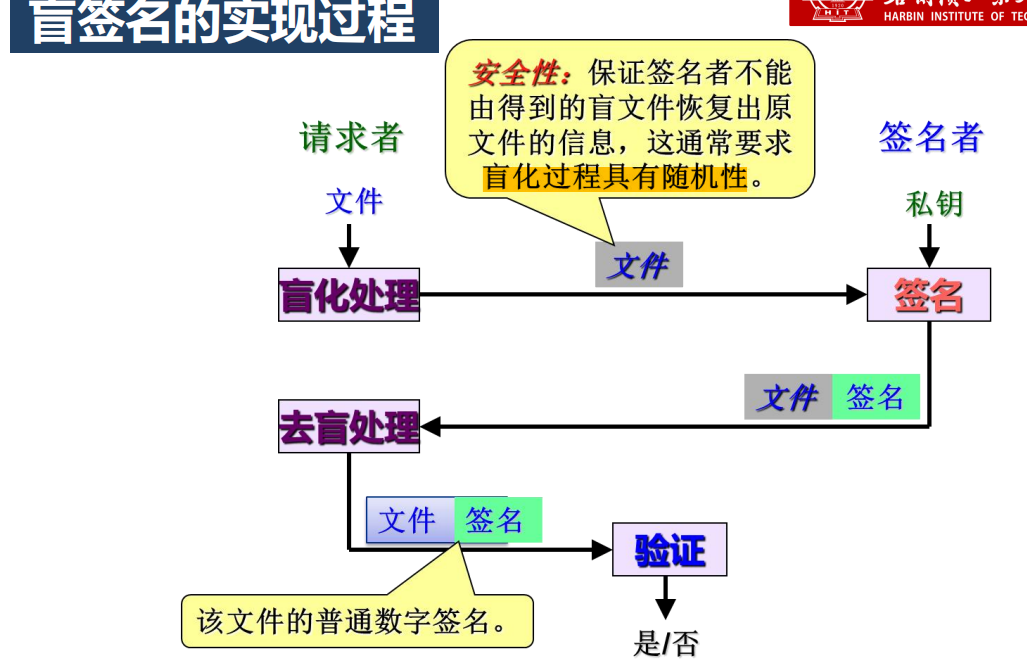 盲签名的实现过程
HIT
HARBIN INSTITUTE OF TEC
安全性：保证签名者不能
由得到的盲文件恢复出原
文件的信息，这通常要求
盲化过程具有随机性。
请求者
签名者
文件
私钥
文件
盲化处理
签名
文件 签名
去盲处理
文件 签名
验证
该文件的普通数字签名。
是/否